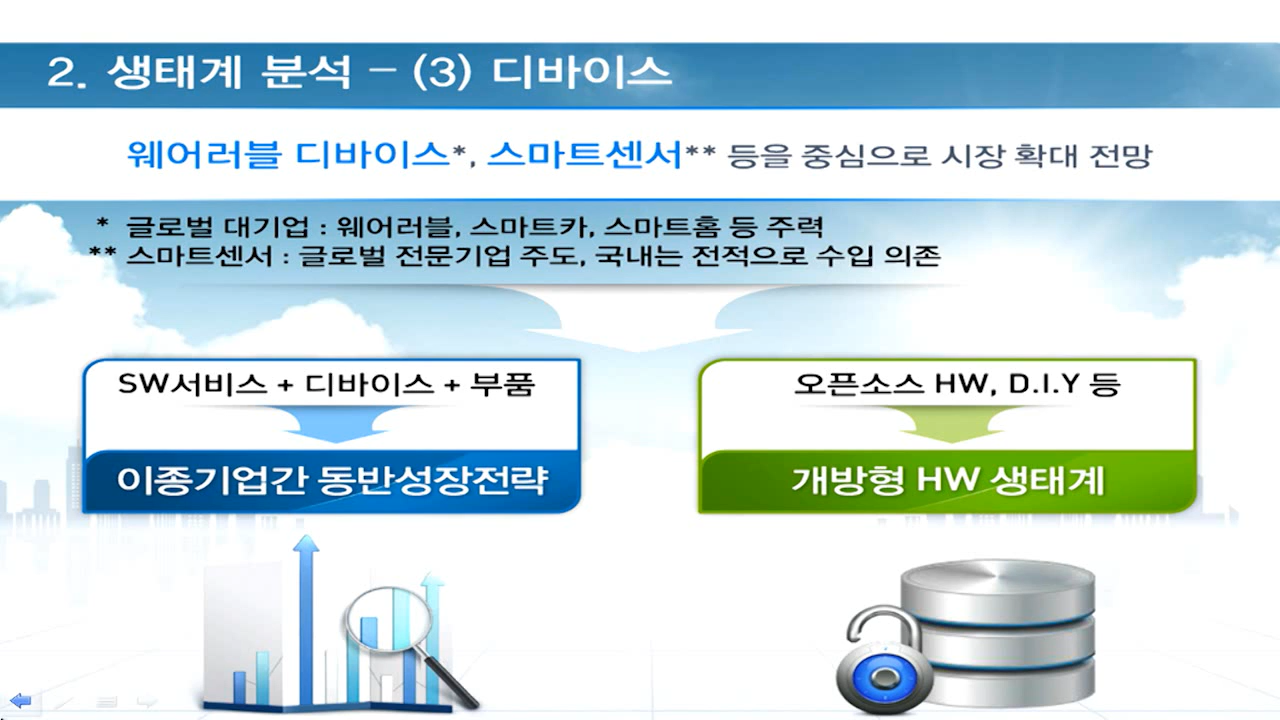 2. 생태계 분석 – (3) 디바이스
웨어러블 디바이스*, 스마트센서** 등을 중심으로 시장 확대 전망
* 글로벌 대기업 : 웨어러블, 스마트카, 스마트홈 등 주력
** 스마트센서 : 글로벌 전문기업 주도, 국내는 전적으로 수입 의존
SW서비스 + 디바이스 + 부품
이종기업간 동반성장전략
오픈소스 HW, D.I.Y 등
개방형 HW 생태계